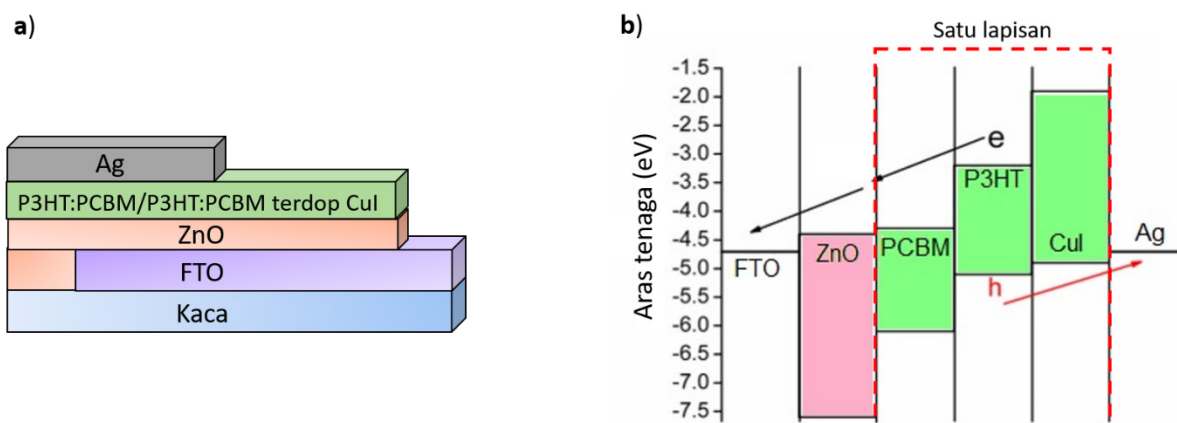 a)
Ag
P3HT:PCBM/P3HT:PCBM terdop CuI
ZnO
FTO
Kaca
b)
Satu lapisan
Aras tenaga (eV)
-1.5
-2.0
-2.5
-3.0
-3.5
-4.0
-4.5
-5.0
-5.5
-6.0
-6.5
-7.0
-7.5
e
P3HT
Ag
FTO
ZnO
PCBM
CuI
h